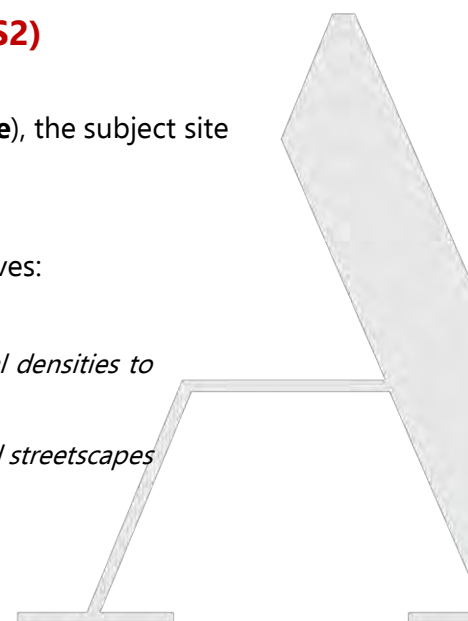 S2)
e), the subject site
ves:
l densities to
l streetscapes